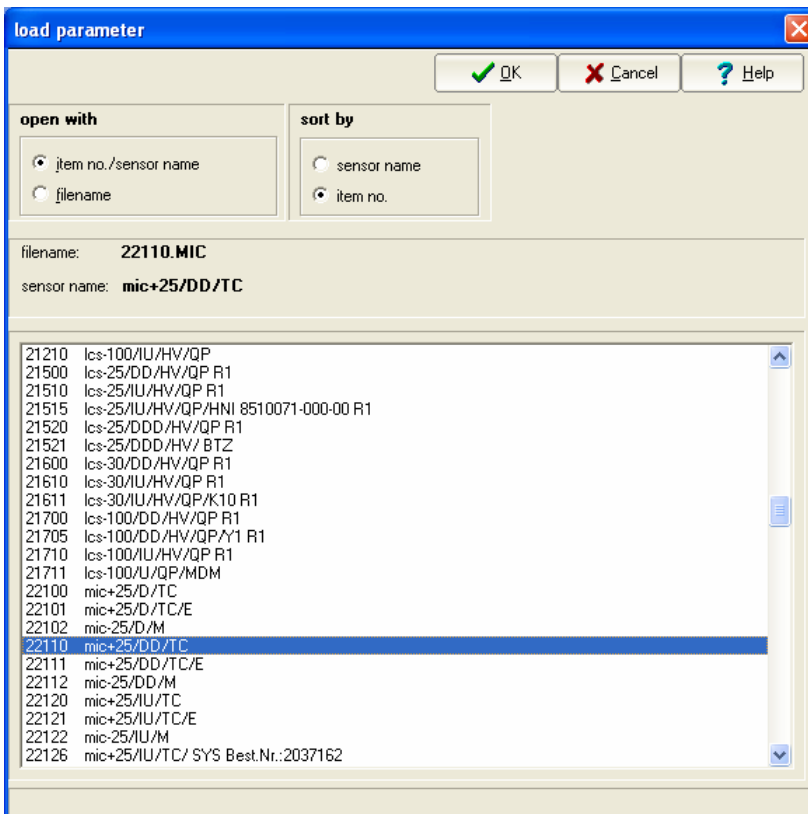 load parameter
OK Cancel Help
open with
item no./sensor name
filename
sort by
sensor name
item no.
filename: 22110.MIC
sensor name: mic+25/DD/TC
21210 lcs-100/IU/HV/QP
21500 lcs-25/DD/HV/QP R1
21510 lcs-25/IU/HV/QP R1
21515 lcs-25/IU/HV/QP/HNI 8510071-000-00 R1
21520 lcs-25/DDD/HV/QP R1
21521 lcs-25/DDD/HV/ BTZ
21600 lcs-30/DD/HV/QP R1
21610 lcs-30/IU/HV/QP R1
21611 lcs-30/IU/HV/QP/K10 R1
21700 lcs-100/DD/HV/QP R1
21705 lcs-100/DD/HV/QP/Y1 R1
21710 lcs-100/IU/HV/QP R1
21711 lcs-100/U/QP/MDM
22100 mic+25/D/TC
22101 mic+25/D/TC/E
22102 mic-25/D/M
22110 mic+25/DD/TC
22111 mic+25/DD/TC/E
22112 mic-25/DD/M
22120 mic+25/IU/TC
22121 mic+25/IU/TC/E
22122 mic-25/IU/M
22126 mic+25/IU/TC/ SYS Best.Nr.:2037162